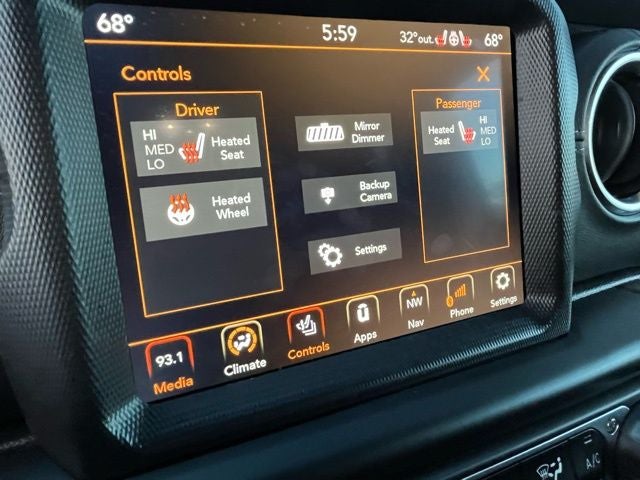 68°
5:59
32°out.
68°
Controls
Driver
HI
MED
LO
Heated
Seat
Heated
Wheel
Mirror
Dimmer
Backup
Camera
Settings
Passenger
Heated
Seat
HI
MED
LO
93.1
Media
Climate
Controls
Apps
NW
Nav
Phone
Settings
A/C